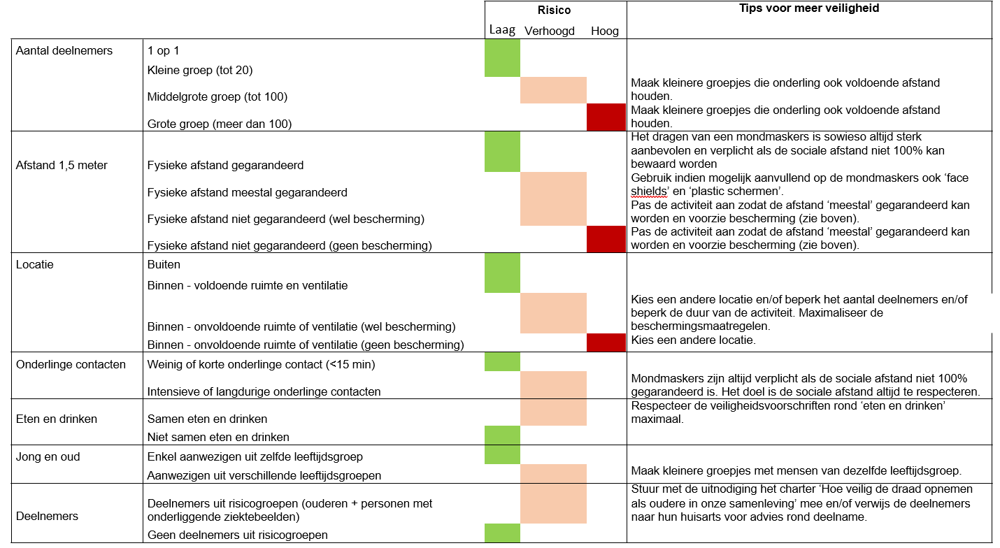 Risico
Tips voor meer veiligheid
Laag Verhoogd Hoog
Aantal deelnemers
1 op 1
Kleine groep (tot 20)
Middelgrote groep (tot 100)
Maak kleinere groepjes die onderling ook voldoende afstand
houden.
Grote groep (meer dan 100)
Maak kleinere groepjes die onderling ook voldoende afstand
houden.
Afstand 1,5 meter
Fysieke afstand gegarandeerd
Het dragen van een mondmaskers is sowieso altijd sterk
aanbevolen en verplicht als de sociale afstand niet 100% kan
bewaard worden
Fysieke afstand meestal gegarandeerd
Gebruik indien mogelijk aanvullend op de mondmaskers ook ‘face
shields’ en ‘plastic schermen’.
Fysieke afstand niet gegarandeerd (wel bescherming)
Pas de activiteit aan zodat de afstand ‘meestal’ gegarandeerd kan
worden en voorzie bescherming (zie boven).
Fysieke afstand niet gegarandeerd (geen bescherming)
Pas de activiteit aan zodat de afstand ‘meestal’ gegarandeerd kan
worden en voorzie bescherming (zie boven).
Locatie
Buiten
Binnen - voldoende ruimte en ventilatie
Binnen - onvoldoende ruimte of ventilatie (wel bescherming)
Kies een andere locatie en/of beperk het aantal deelnemers en/of
beperk de duur van de activiteit. Maximaliseer de
beschermingsmaatregelen.
Binnen - onvoldoende ruimte of ventilatie (geen bescherming)
Kies een andere locatie.
Onderlinge contacten
Weinig of korte onderlinge contact (<15 min)
Intensieve of langdurige onderlinge contacten
Mondmaskers zijn altijd verplicht als de sociale afstand niet 100%
gegarandeerd is. Het doel is de sociale afstand altijd te respecteren.
Eten en drinken
Samen eten en drinken
Respecteer de veiligheidsvoorschriften rond ‘eten en drinken’
maximaal.
Niet samen eten en drinken
Jong en oud
Enkel aanwezigen uit zelfde leeftijdsgroep
Aanwezigen uit verschillende leeftijdsgroepen
Maak kleinere groepjes met mensen van dezelfde leeftijdsgroep.
Deelnemers
Deelnemers uit risicogroepen (ouderen + personen met
onderliggende ziektebeelden)
Stuur met de uitnodiging het charter ‘Hoe veilig de draad opnemen
als oudere in onze samenleving’ mee en/of verwijs de deelnemers
naar hun huisarts voor advies rond deelname.
Geen deelnemers uit risicogroepen